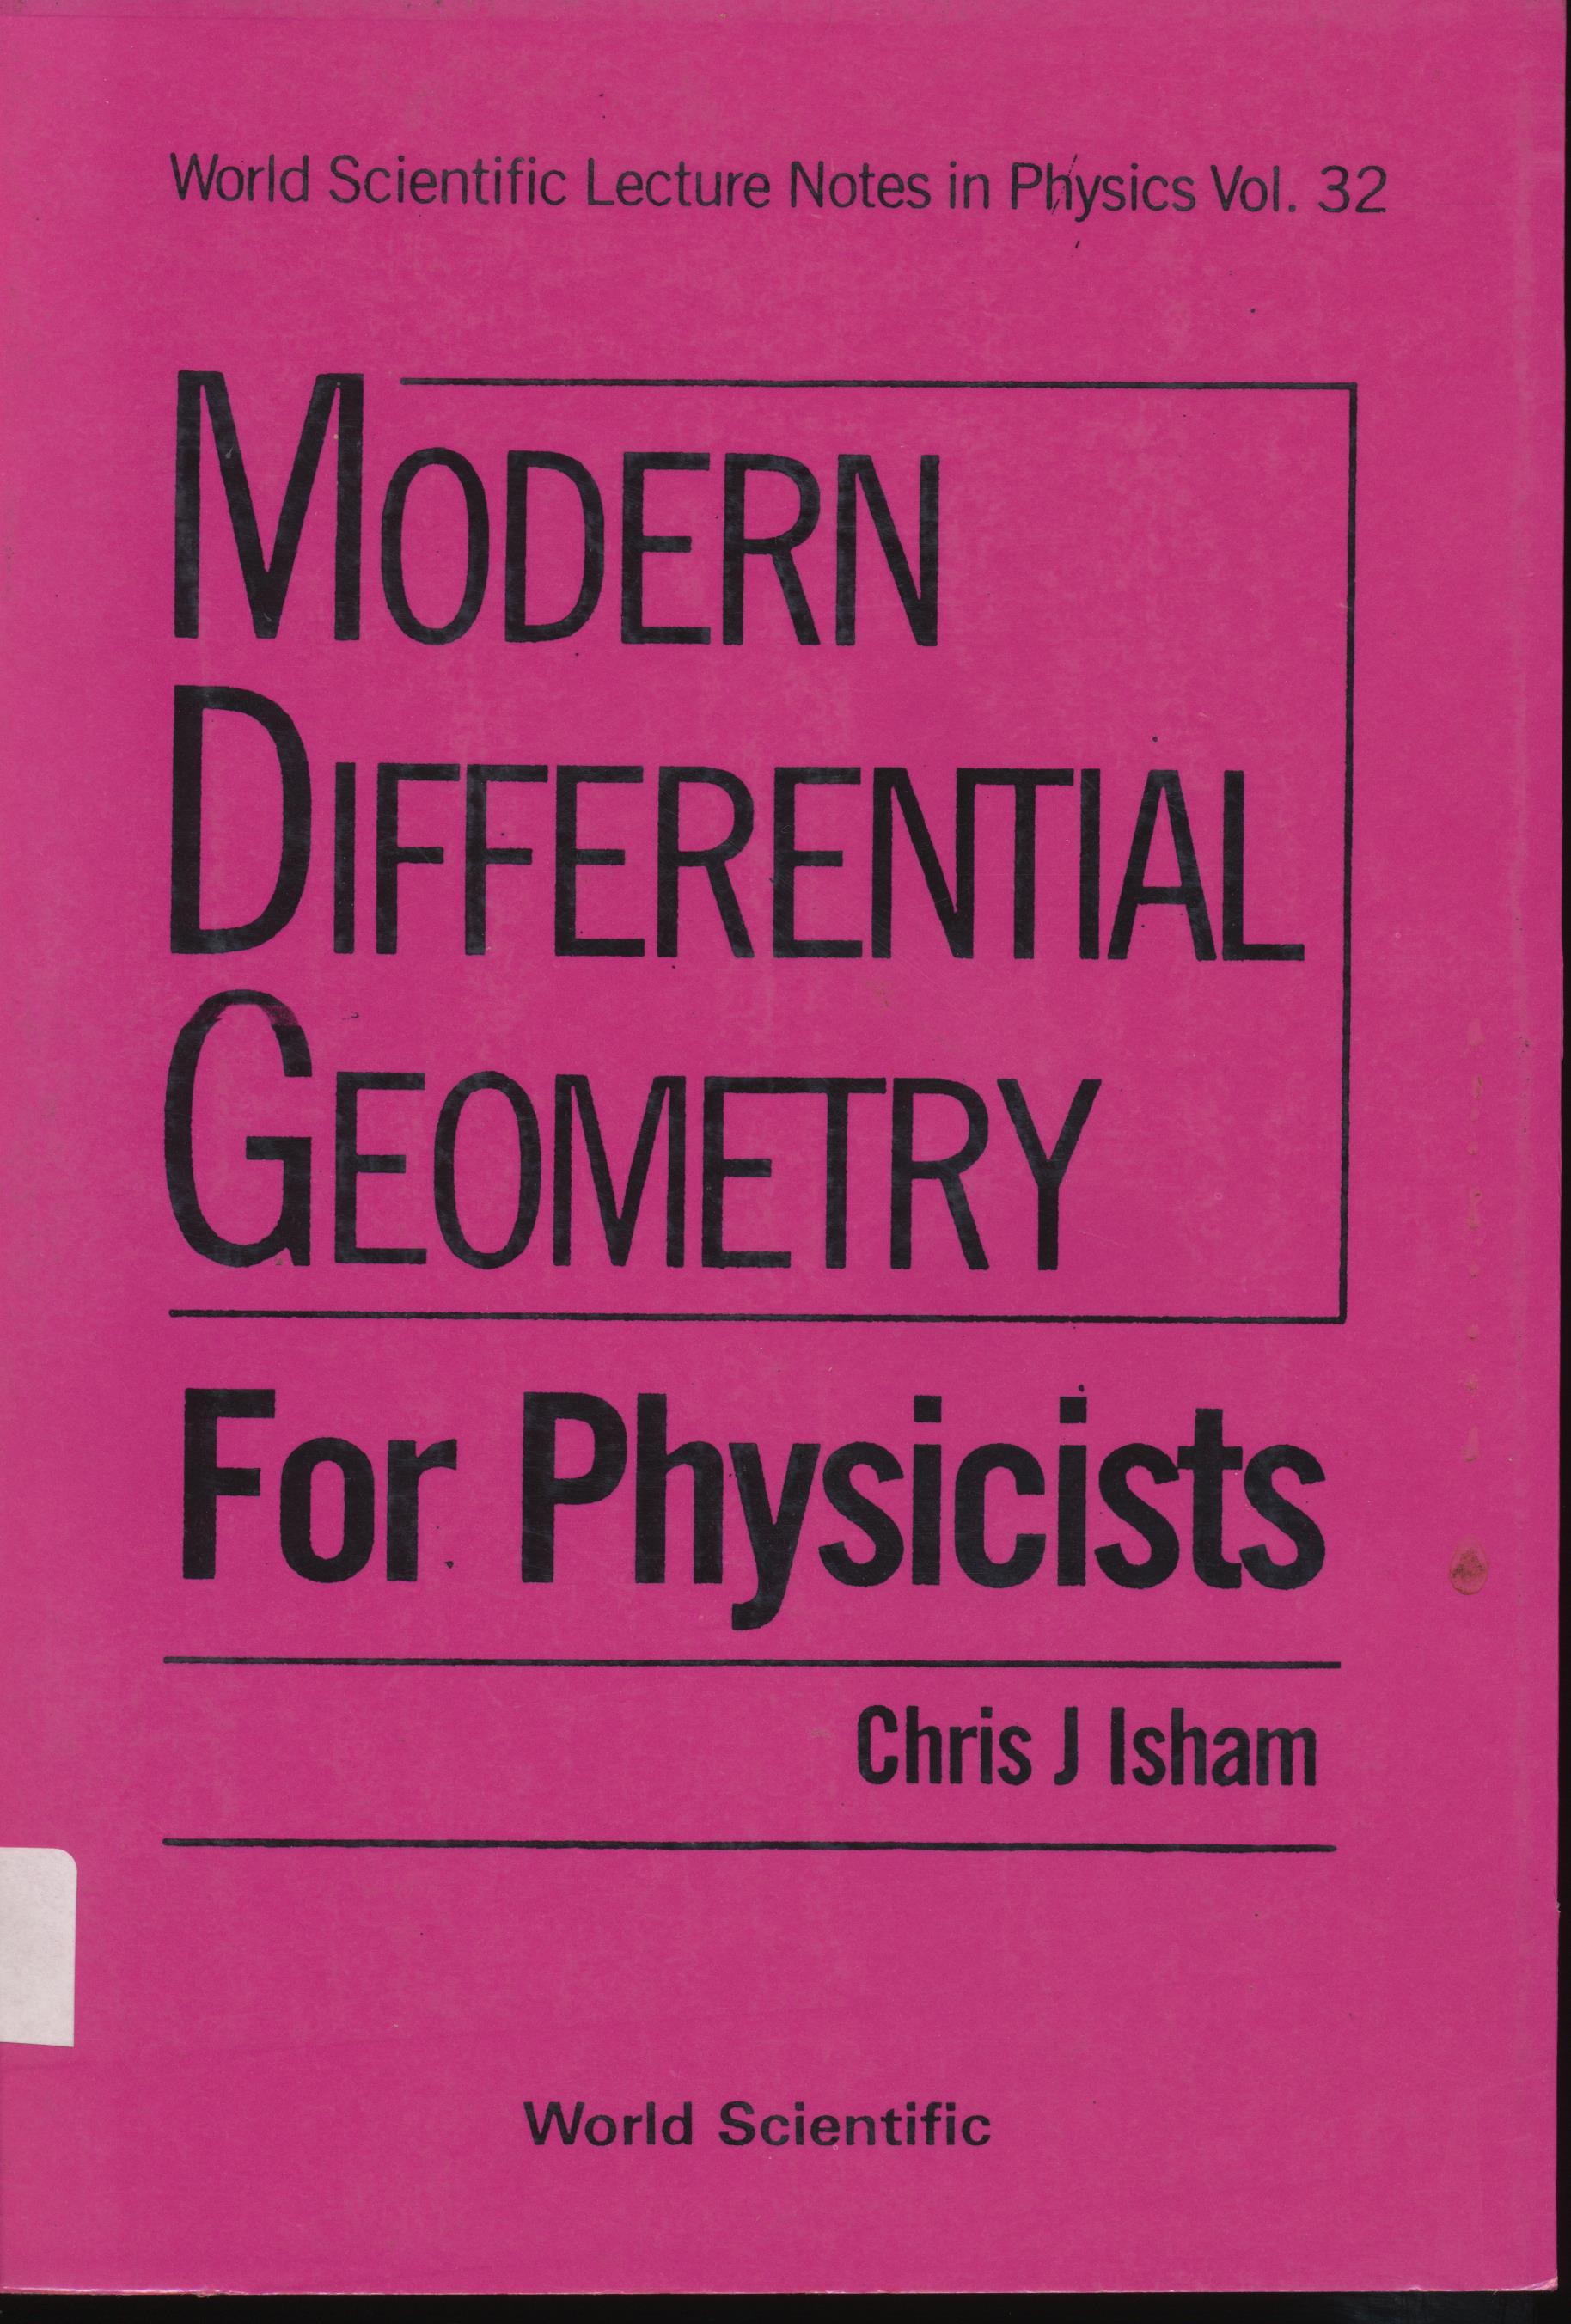 World Scientific Lecture Notes in Physics Vol. 32
MODERN
DIFFERENTIAL
GEOMETRY
For Physicists
Chris J Isham
World Scientific